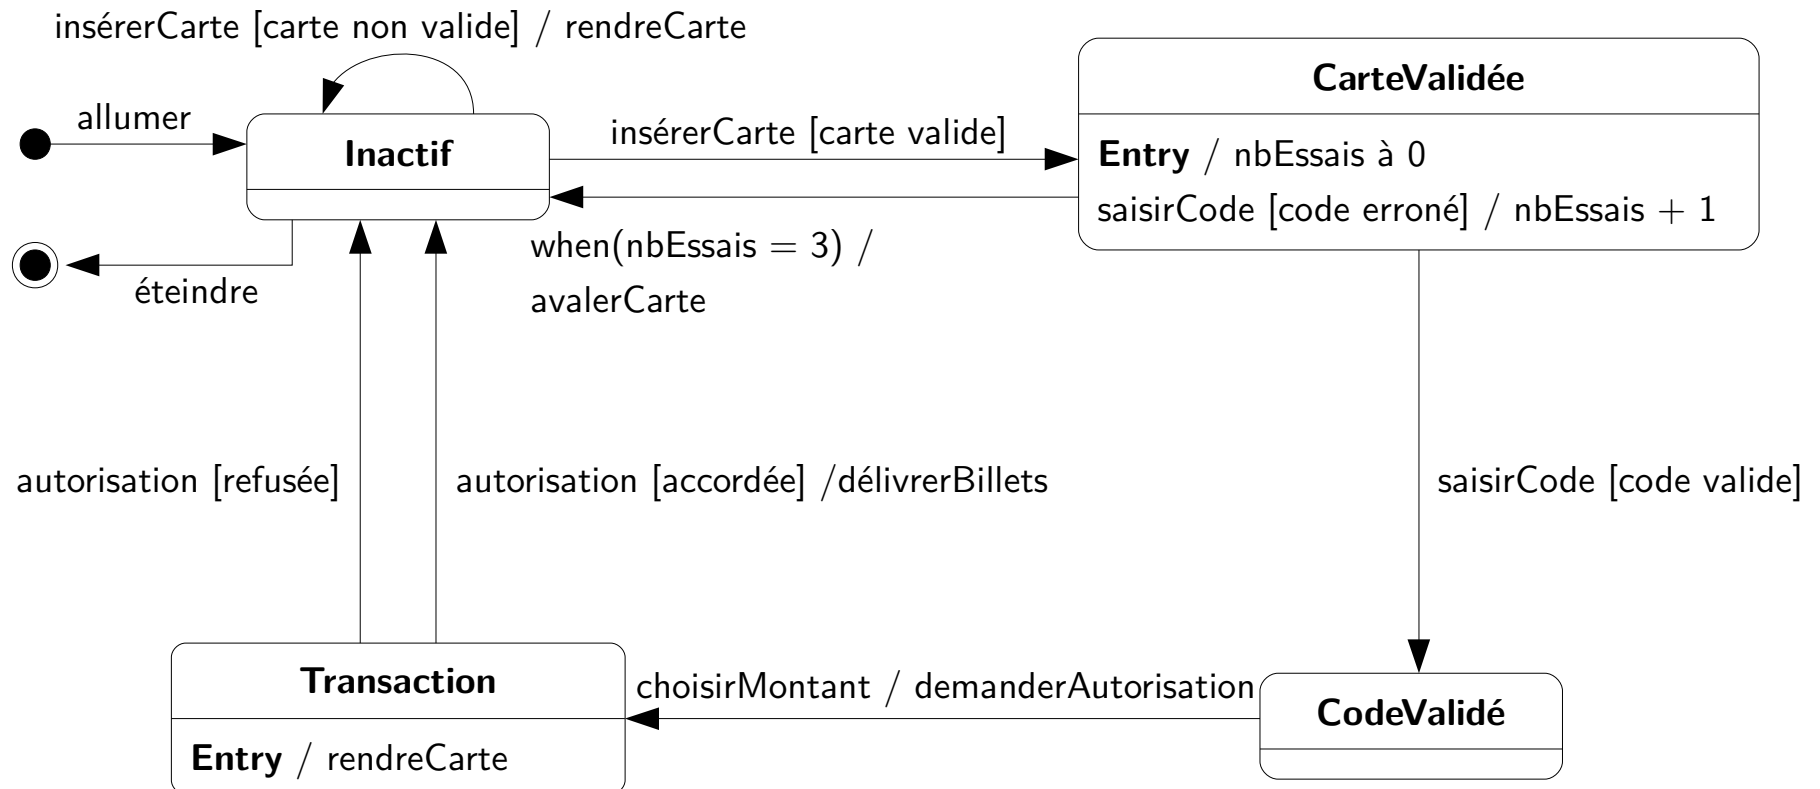 insérerCarte [carte non valide] / rendreCarte
allumer
Inactif
insérerCarte [carte valide]
CarteValidée
Entry / nbEssais à 0
saisirCode [code erroné] / nbEssais + 1
when(nbEssais = 3) /
avalerCarte
éteindre
autorisation [refusée]
autorisation [accordée] /délivrerBillets
saisirCode [code valide]
Transaction
Entry / rendreCarte
choisirMontant / demanderAutorisation
CodeValidé